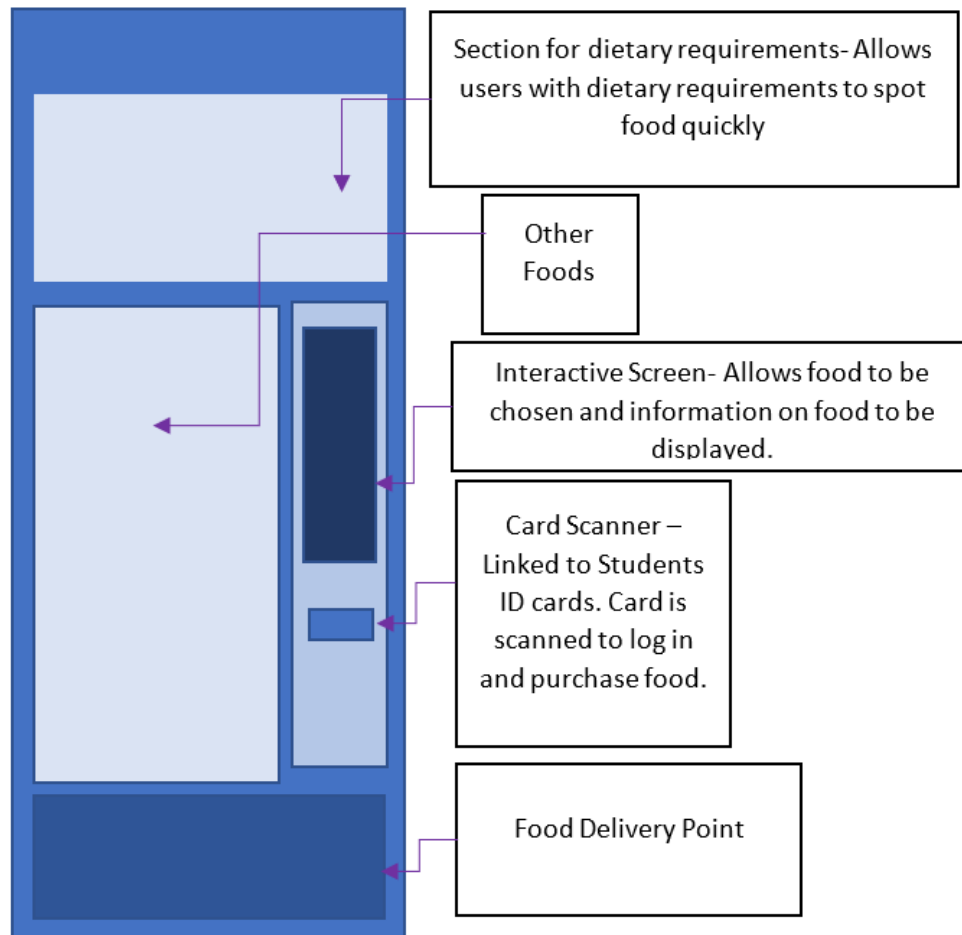 Section for dietary requirements- Allows
users with dietary requirements to spot
food quickly
Other
Foods
Interactive Screen- Allows food to be
chosen and information on food to be
displayed.
Card Scanner –
Linked to Students
ID cards. Card is
scanned to log in
and purchase food.
Food Delivery Point